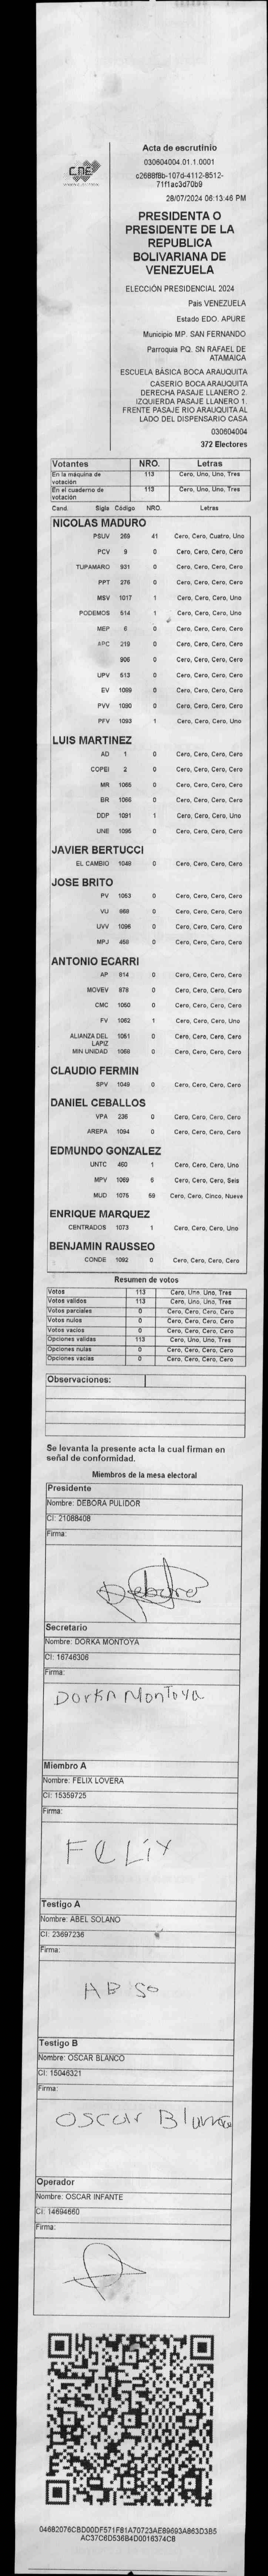 CNE
Acta de escrutinio
030604004.01.1.0001
c2688f8b-107d-4112-8512-
71f1ac3d70b9
28/07/2024 06:13:46 PM
PRESIDENTA O
PRESIDENTE DE LA
REPUBLICA
BOLIVARIANA DE
VENEZUELA
ELECCIÓN PRESIDENCIAL 2024
País VENEZUELA
Estado EDO. APURE
Municipio MP. SAN FERNANDO
Parroquia PQ. SN RAFAEL DE
ATAMAICA
ESCUELA BÁSICA BOCA ARAUQUITA
CASERIO BOCA ARAUQUITA
DERECHA PASAJE LLANERO 2.
IZQUIERDA PASAJE LLANERO 1.
FRENTE PASAJE RIO ARAUQUITA AL
LADO DEL DISPENSARIO CASA
030604004
372 Electores
Votantes NRO. Letras
En la máquina de votación 113 Cero, Uno, Uno, Tres
En el cuaderno de votación 113 Cero, Uno, Uno, Tres
Cand. Sigla Código NRO. Letras
NICOLAS MADURO
PSUV 269 41 Cero, Cero, Cuatro, Uno
PCV 9 0 Cero, Cero, Cero, Cero
TUPAMARO 931 0 Cero, Cero, Cero, Cero
PPT 276 0 Cero, Cero, Cero, Cero
MSV 1017 1 Cero, Cero, Cero, Uno
PODEMOS 514 1 Cero, Cero, Cero, Uno
MEP 6 0 Cero, Cero, Cero, Cero
APC 219 0 Cero, Cero, Cero, Cero
906 0 Cero, Cero, Cero, Cero
UPV 513 0 Cero, Cero, Cero, Cero
EV 1089 0 Cero, Cero, Cero, Cero
PVV 1090 0 Cero, Cero, Cero, Cero
PFV 1093 1 Cero, Cero, Cero, Uno
LUIS MARTINEZ
AD 1 0 Cero, Cero, Cero, Cero
COPEI 2 0 Cero, Cero, Cero, Cero
MR 1065 0 Cero, Cero, Cero, Cero
BR 1066 0 Cero, Cero, Cero, Cero
DDP 1091 1 Cero, Cero, Cero, Uno
UNE 1095 0 Cero, Cero, Cero, Cero
JAVIER BERTUCCI
EL CAMBIO 1048 0 Cero, Cero, Cero, Cero
JOSE BRITO
PV 1053 0 Cero, Cero, Cero, Cero
VU 868 0 Cero, Cero, Cero, Cero
UVV 1096 0 Cero, Cero, Cero, Cero
MPJ 458 0 Cero, Cero, Cero, Cero
ANTONIO ECARRI
AP 814 0 Cero, Cero, Cero, Cero
MOVEV 878 0 Cero, Cero, Cero, Cero
CMC 1050 0 Cero, Cero, Cero, Cero
FV 1062 1 Cero, Cero, Cero, Uno
ALIANZA DEL LAPIZ 1051 0 Cero, Cero, Cero, Cero
MIN UNIDAD 1068 0 Cero, Cero, Cero, Cero
CLAUDIO FERMIN
SPV 1049 0 Cero, Cero, Cero, Cero
DANIEL CEBALLOS
VPA 236 0 Cero, Cero, Cero, Cero
AREPA 1094 0 Cero, Cero, Cero, Cero
EDMUNDO GONZALEZ
UNTC 460 1 Cero, Cero, Cero, Uno
MPV 1069 6 Cero, Cero, Cero, Seis
MUD 1075 59 Cero, Cero, Cinco, Nueve
ENRIQUE MARQUEZ
CENTRADOS 1073 1 Cero, Cero, Cero, Uno
BENJAMIN RAUSSEO
CONDE 1092 0 Cero, Cero, Cero, Cero
Resumen de votos
Votos 113 Cero, Uno, Uno, Tres
Votos válidos 113 Cero, Uno, Uno, Tres
Votos parciales 0 Cero, Cero, Cero, Cero
Votos nulos 0 Cero, Cero, Cero, Cero
Votos vacíos 0 Cero, Cero, Cero, Cero
Opciones válidas 113 Cero, Uno, Uno, Tres
Opciones nulas 0 Cero, Cero, Cero, Cero
Opciones vacías 0 Cero, Cero, Cero, Cero
Observaciones:
Se levanta la presente acta la cual firman en
señal de conformidad.
Miembros de la mesa electoral
Presidente
Nombre: DEBORA PULIDOR
CI: 21088408
Firma:
Debora
Secretario
Nombre: DORKA MONTOYA
CI: 16746306
Firma:
Dorka Montoya
Miembro A
Nombre: FELIX LOVERA
CI: 15359725
Firma:
FELIX
Testigo A
Nombre: ABEL SOLANO
CI: 23697236
Firma:
AB SO
Testigo B
Nombre: OSCAR BLANCO
CI: 15046321
Firma:
Oscar Blanco
Operador
Nombre: OSCAR INFANTE
CI: 14694660
Firma:
04682076CBD00DF571F81A70723AE89693A863D3B5
AC37C6D536B4D0016374C8